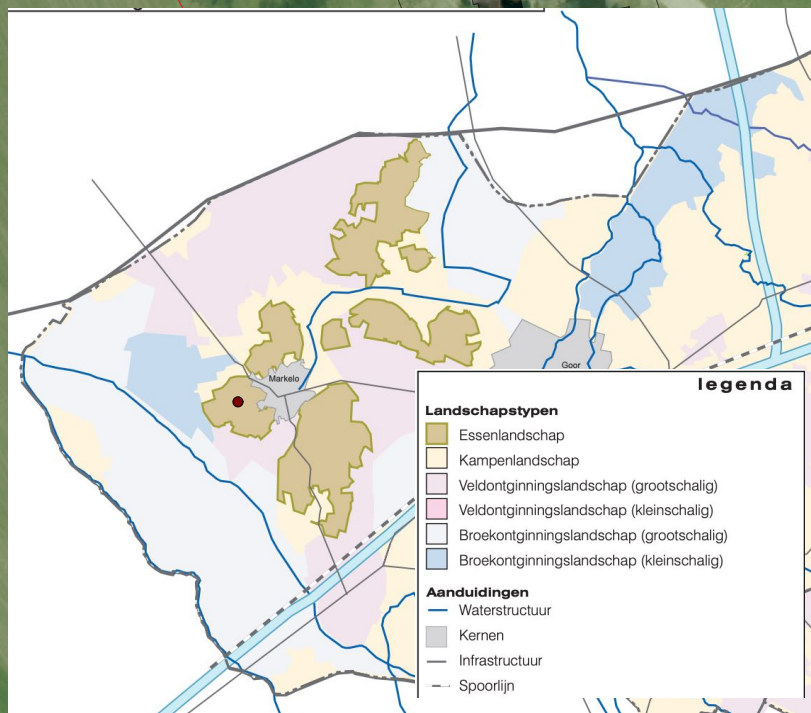 Markelo
Goor
legenda
Landschapstypen
Essenlandschap
Kampenlandschap
Veldontginningslandschap (grootschalig)
Veldontginningslandschap (kleinschalig)
Broekontginningslandschap (grootschalig)
Broekontginningslandschap (kleinschalig)
Aanduidingen
Waterstructuur
Kernen
Infrastructuur
Spoorlijn